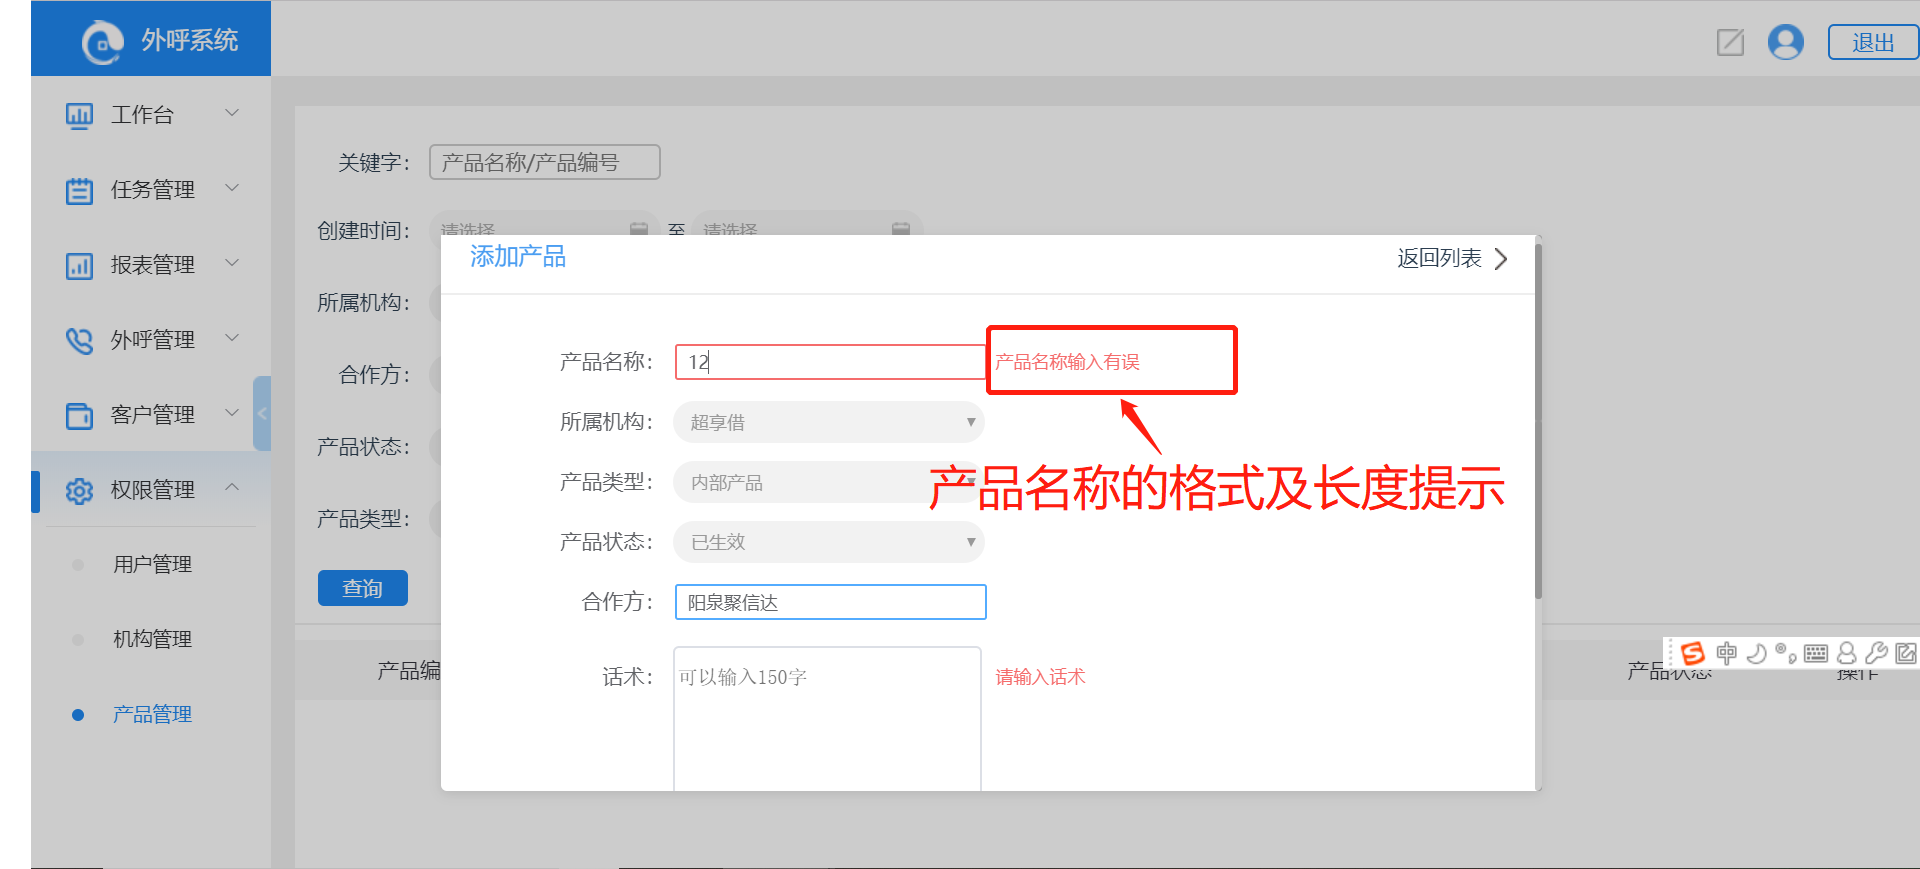 外呼系统
退出
工作台
任务管理
报表管理
外呼管理
客户管理
权限管理
用户管理
机构管理
产品管理
关键字： 产品名称/产品编号
创建时间： 请选择 至 请选择
所属机构：
合作方：
产品状态：
产品类型：
查询
产品编
产品状态
操作
添加产品
返回列表
产品名称： 12 产品名称输入有误
所属机构： 超享借
产品类型： 内部产品
产品名称的格式及长度提示
产品状态： 已生效
合作方： 阳泉聚信达
话术： 可以输入150字 请输入话术
中